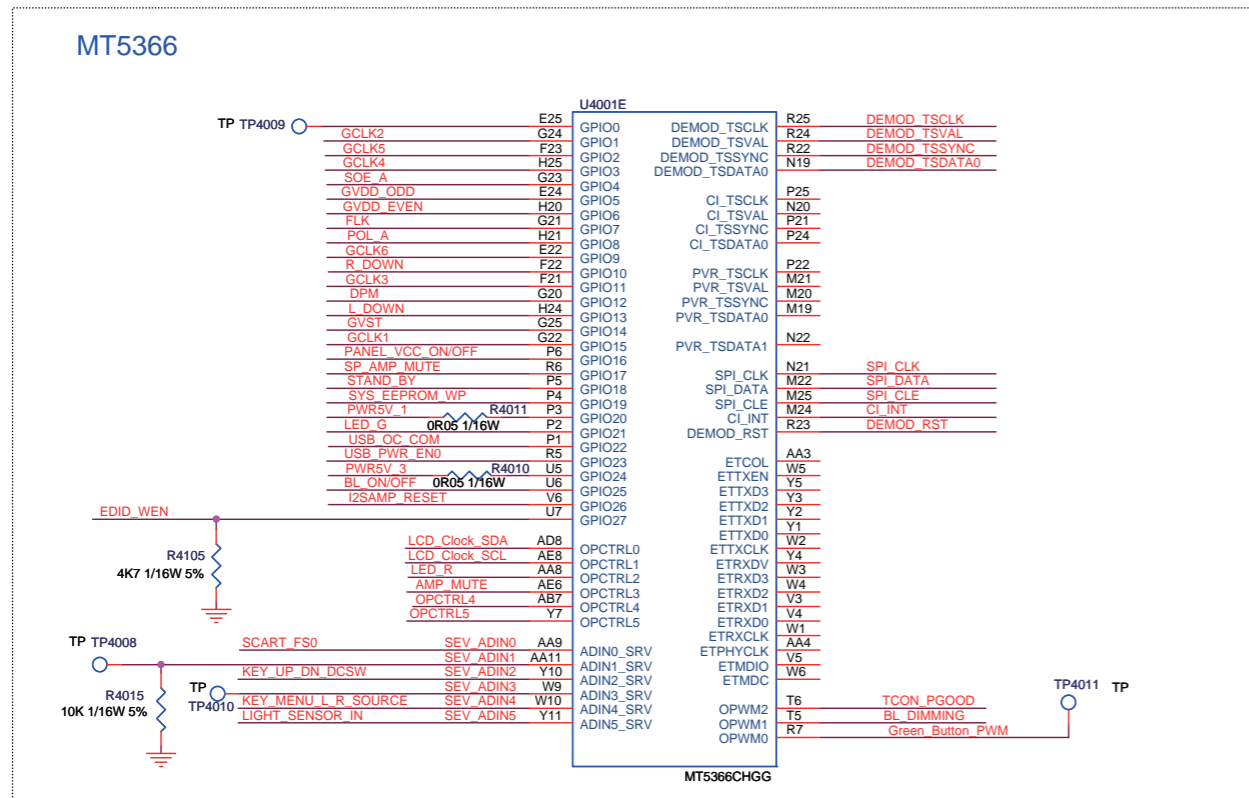 MT5366
U4001E
TP TP4009 E25 GPIO0 DEMOD_TSCLK R25 DEMOD_TSCLK
GCLK2 G24 GPIO1 DEMOD_TSVAL R24 DEMOD_TSVAL
GCLK5 F23 GPIO2 DEMOD_TSSYNC R22 DEMOD_TSSYNC
GCLK4 H25 GPIO3 DEMOD_TSDATA0 N19 DEMOD_TSDATA0
SOE_A G23 GPIO4
GVDD_ODD E24 GPIO5 CI_TSCLK P25
GVDD_EVEN H20 GPIO6 CI_TSVAL N20
FLK G21 GPIO7 CI_TSSYNC P21
POL_A H21 GPIO8 CI_TSDATA0 P24
GCLK6 E22 GPIO9
R_DOWN F22 GPIO10 PVR_TSCLK P22
GCLK3 F21 GPIO11 PVR_TSVAL M21
DPM G20 GPIO12 PVR_TSSYNC M20
L_DOWN H24 GPIO13 PVR_TSDATA0 M19
GVST G25 GPIO14
GCLK1 G22 GPIO15 PVR_TSDATA1 N22
PANEL_VCC_ON/OFF P6 GPIO16
SP_AMP_MUTE R6 GPIO17 SPI_CLK N21 SPI_CLK
STAND_BY P5 GPIO18 SPI_DATA M22 SPI_DATA
SYS_EEPROM_WP P4 GPIO19 SPI_CLE M25 SPI_CLE
PWR5V_1 R4011 P3 GPIO20 CI_INT M24 CI_INT
LED_G 0R05 1/16W P2 GPIO21 DEMOD_RST R23 DEMOD_RST
USB_OC_COM P1 GPIO22
USB_PWR_EN0 R5 GPIO23 ETCOL AA3
PWR5V_3 R4010 U5 GPIO24 ETTXEN W5
BL_ON/OFF 0R05 1/16W U6 GPIO25 ETTXD3 Y5
I2SAMP_RESET V6 GPIO26 ETTXD2 Y3
EDID_WEN U7 GPIO27 ETTXD1 Y2
ETTXD0 Y1
LCD_Clock_SDA AD8 OPCTRL0 ETTXCLK W2
R4105 LCD_Clock_SCL AE8 OPCTRL1 ETRXDV Y4
4K7 1/16W 5% LED_R AA8 OPCTRL2 ETRXD3 W3
AMP_MUTE AE6 OPCTRL3 ETRXD2 W4
OPCTRL4 AB7 OPCTRL4 ETRXD1 V3
OPCTRL5 Y7 OPCTRL5 ETRXD0 V4
ETRXCLK W1
TP TP4008 SCART_FS0 SEV_ADIN0 AA9 ADIN0_SRV ETPHYCLK AA4
SEV_ADIN1 AA11 ADIN1_SRV ETMDIO V5
KEY_UP_DN_DCSW SEV_ADIN2 Y10 ADIN2_SRV ETMDC W6
R4015 TP TP4010 SEV_ADIN3 W9 ADIN3_SRV
10K 1/16W 5% KEY_MENU_L_R_SOURCE SEV_ADIN4 W10 ADIN4_SRV OPWM2 T6 TCON_PGOOD TP4011 TP
LIGHT_SENSOR_IN SEV_ADIN5 Y11 ADIN5_SRV OPWM1 T5 BL_DIMMING
OPWM0 R7 Green_Button_PWM
MT5366CHGG